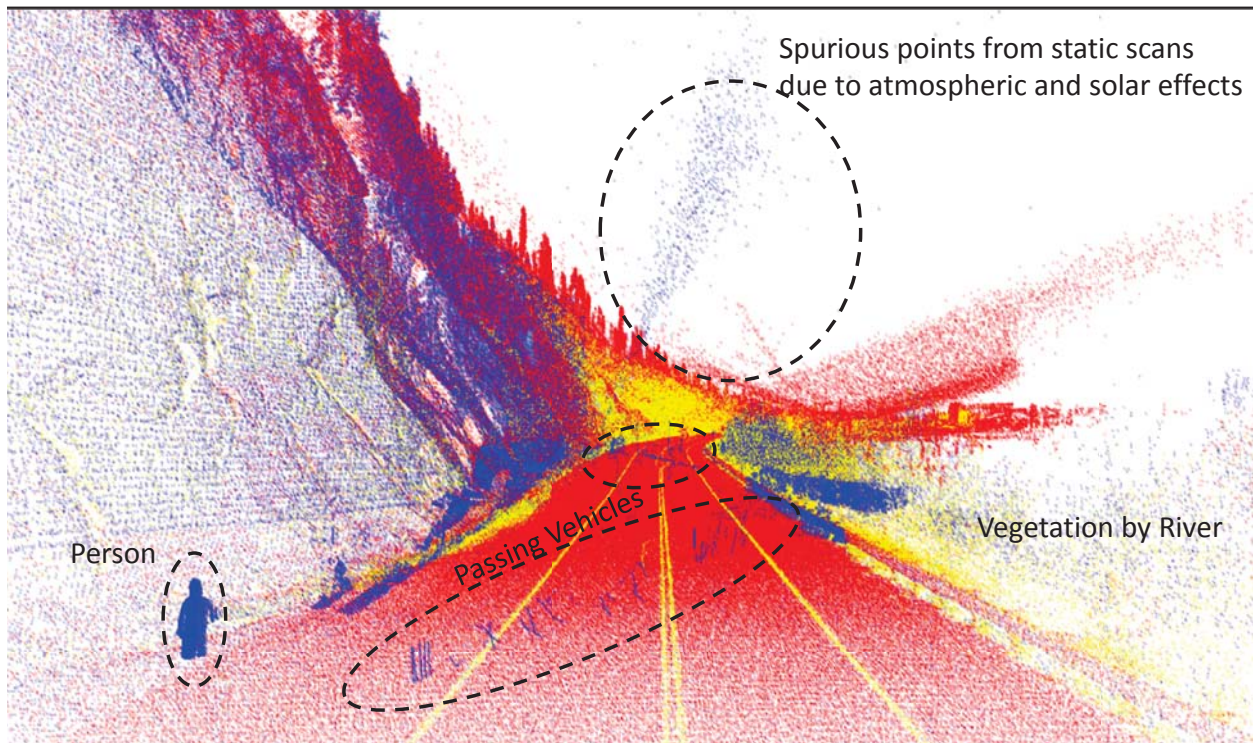 Spurious points from static scans
due to atmospheric and solar effects
Passing Vehicles
Vegetation by River
Person